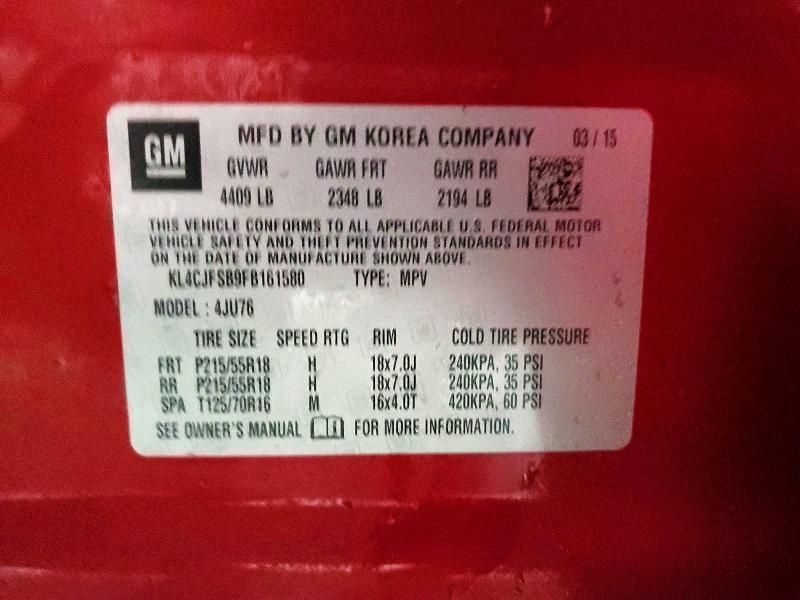 GM
MFD BY GM KOREA COMPANY 03 / 15
GVWR GAWR FRT GAWR RR
4409 LB 2348 LB 2194 LB
THIS VEHICLE CONFORMS TO ALL APPLICABLE U.S. FEDERAL MOTOR
VEHICLE SAFETY AND THEFT PREVENTION STANDARDS IN EFFECT
ON THE DATE OF MANUFACTURE SHOWN ABOVE.
KL4CJFSB9FB161580 TYPE: MPV
MODEL : 4JU76
TIRE SIZE SPEED RTG RIM COLD TIRE PRESSURE
FRT P215/55R18 H 18x7.0J 240KPA, 35 PSI
RR P215/55R18 H 18x7.0J 240KPA, 35 PSI
SPA T125/70R16 M 16x4.0T 420KPA, 60 PSI
SEE OWNER'S MANUAL FOR MORE INFORMATION.